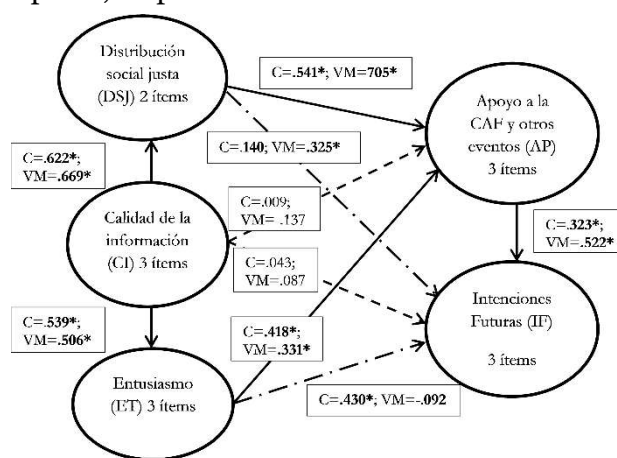 Distribución
social justa
(DSJ) 2 ítems
C=.541*; VM=705*
Apoyo a la
CAF y otros
eventos (AP)
3 ítems
C=.622*;
VM=.669*
C=.140; VM=.325*
C=.009;
VM= .137
Calidad de la
información
(CI) 3 ítems
C=.323*;
VM=.522*
C=.043;
VM=.087
C=.539*;
VM=.506*
C=.418*;
VM=.331*
Intenciones
Futuras (IF)
3 ítems
Entusiasmo
(ET) 3 ítems
C=.430*; VM=-.092